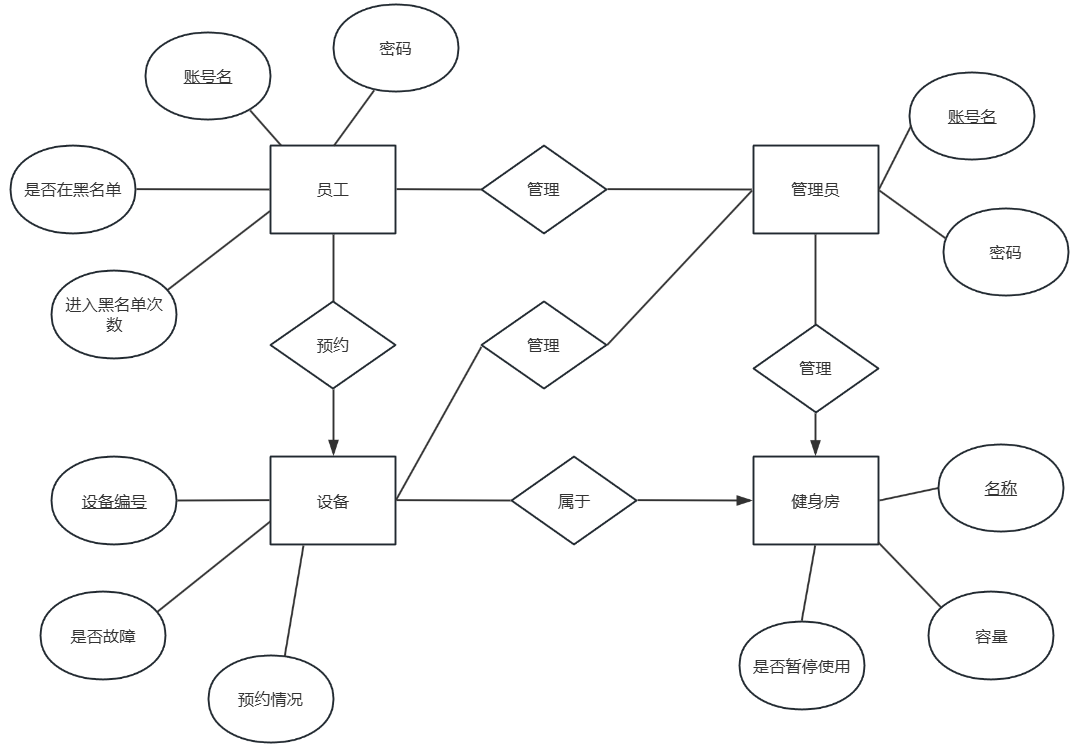 密码
账号名
账号名
是否在黑名单
员工
管理
管理员
密码
进入黑名单次
数
预约
管理
管理
设备编号
设备
属于
健身房
名称
是否故障
容量
是否暂停使用
预约情况